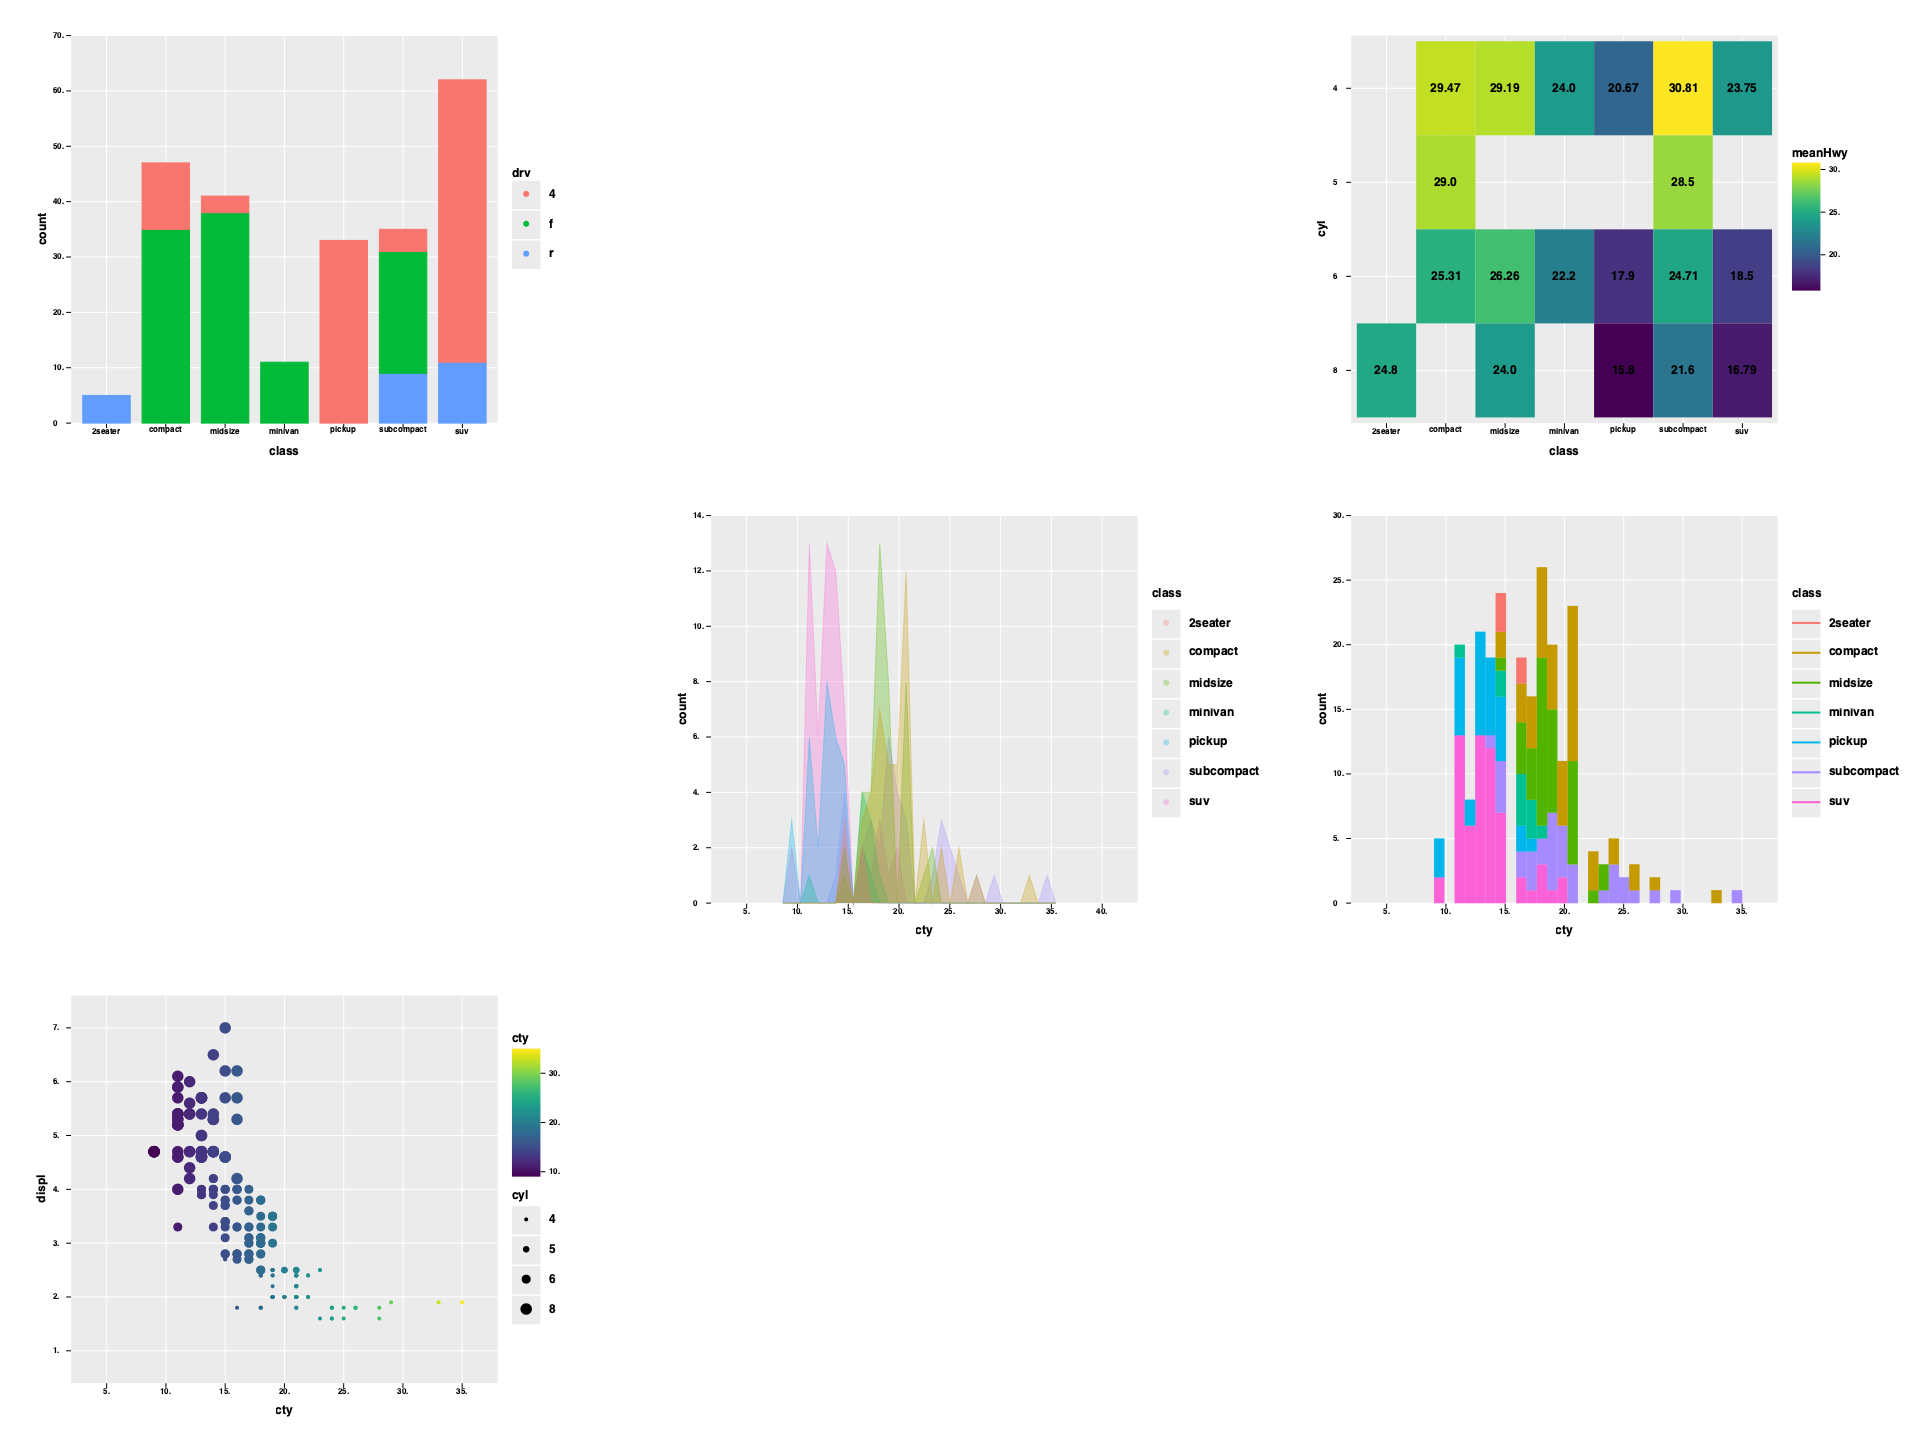 70.
60.
50.
40.
30.
20.
10.
0
count
2seater compact midsize minivan pickup subcompact suv
class
drv
4
f
r
4
5
6
8
cyl
29.47 29.19 24.0 20.67 30.81 23.75
29.0 28.5
25.31 26.26 22.2 17.9 24.71 18.5
24.8 24.0 15.8 21.6 16.79
2seater compact midsize minivan pickup subcompact suv
class
meanHwy
30.
25.
20.
14.
12.
10.
8.
6.
4.
2.
0
count
5. 10. 15. 20. 25. 30. 35. 40.
cty
class
2seater
compact
midsize
minivan
pickup
subcompact
suv
30.
25.
20.
15.
10.
5.
0
count
5. 10. 15. 20. 25. 30. 35.
cty
class
2seater
compact
midsize
minivan
pickup
subcompact
suv
7.
6.
5.
4.
3.
2.
1.
displ
5. 10. 15. 20. 25. 30. 35.
cty
cty
30.
20.
10.
cyl
4
5
6
8